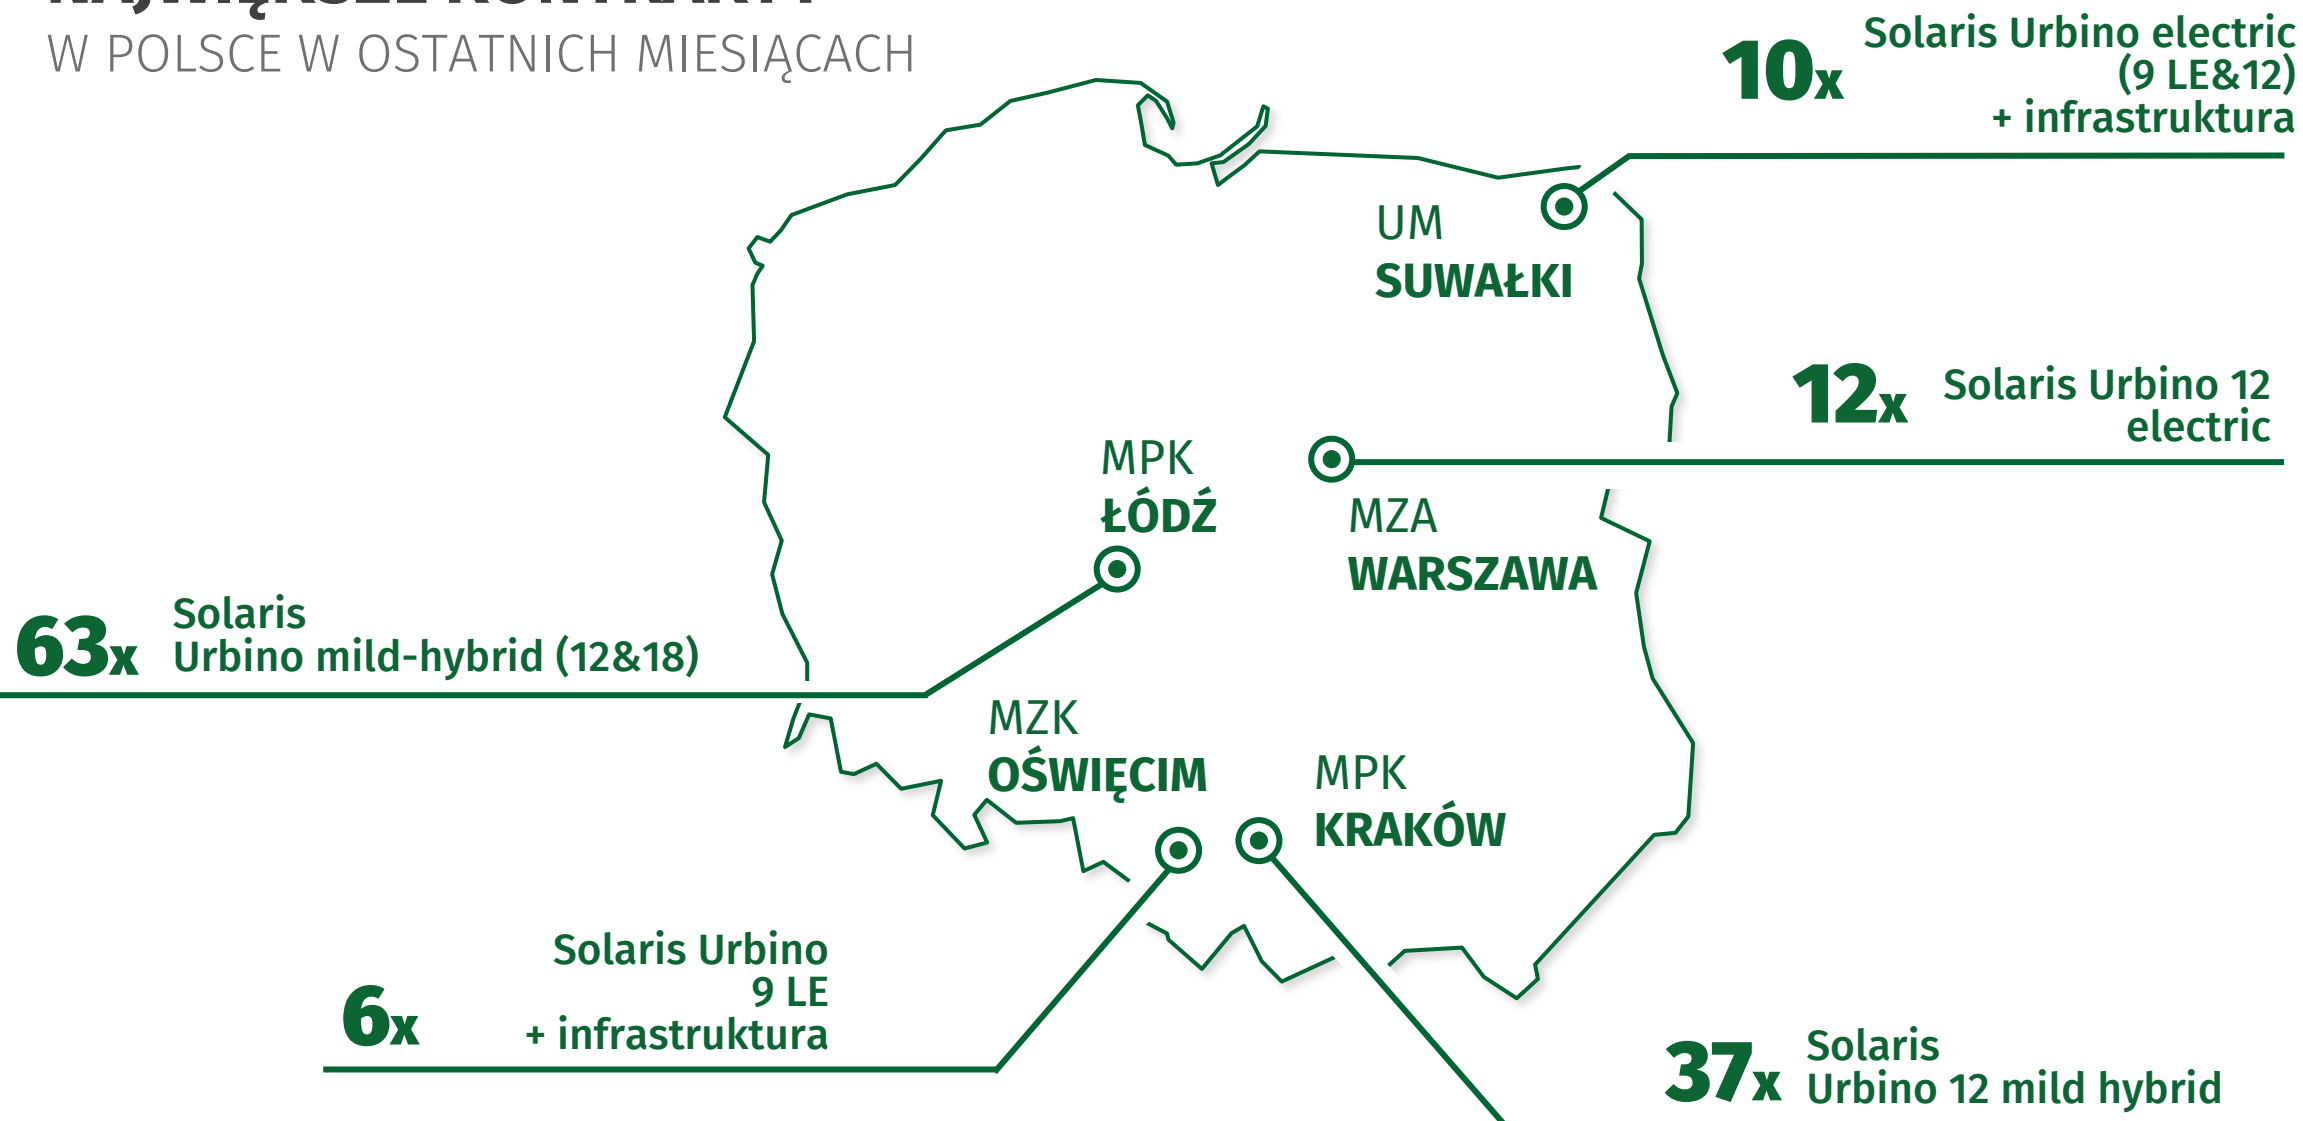 NAJWIĘKSZE KONTRAKTY
W POLSCE W OSTATNICH MIESIĄCACH
10x
Solaris Urbino electric
(9 LE&12)
+ infrastruktura
UM
SUWAŁKI
12x
Solaris Urbino 12
electric
MPK
ŁÓDŹ
MZA
WARSZAWA
63x
Solaris
Urbino mild-hybrid (12&18)
MZK
OŚWIĘCIM
MPK
KRAKÓW
6x
Solaris Urbino
9 LE
+ infrastruktura
37x
Solaris
Urbino 12 mild hybrid